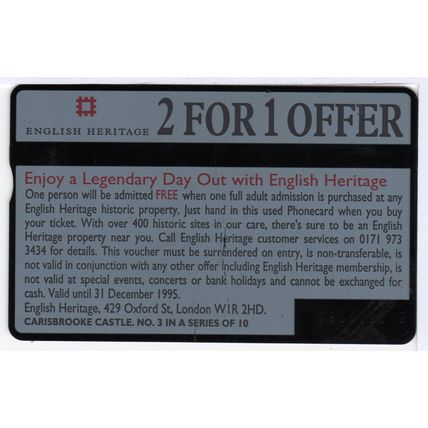 ENGLISH HERITAGE
2 FOR 1 OFFER
Enjoy a Legendary Day Out with English Heritage
One person will be admitted FREE when one full adult admission is purchased at any
English Heritage historic property. Just hand in this used Phonecard when you buy
your ticket. With over 400 historic sites in our care, there's sure to be an English
Heritage property near you. Call English Heritage customer services on 0171 973
3434 for details. This voucher must be surrendered on entry, is non-transferable, is
not valid in conjunction with any other offer including English Heritage membership, is
not valid at special events, concerts or bank holidays and cannot be exchanged for
cash. Valid until 31 December 1995.
English Heritage, 429 Oxford St, London W1R 2HD.
CARISBROOKE CASTLE. NO. 3 IN A SERIES OF 10